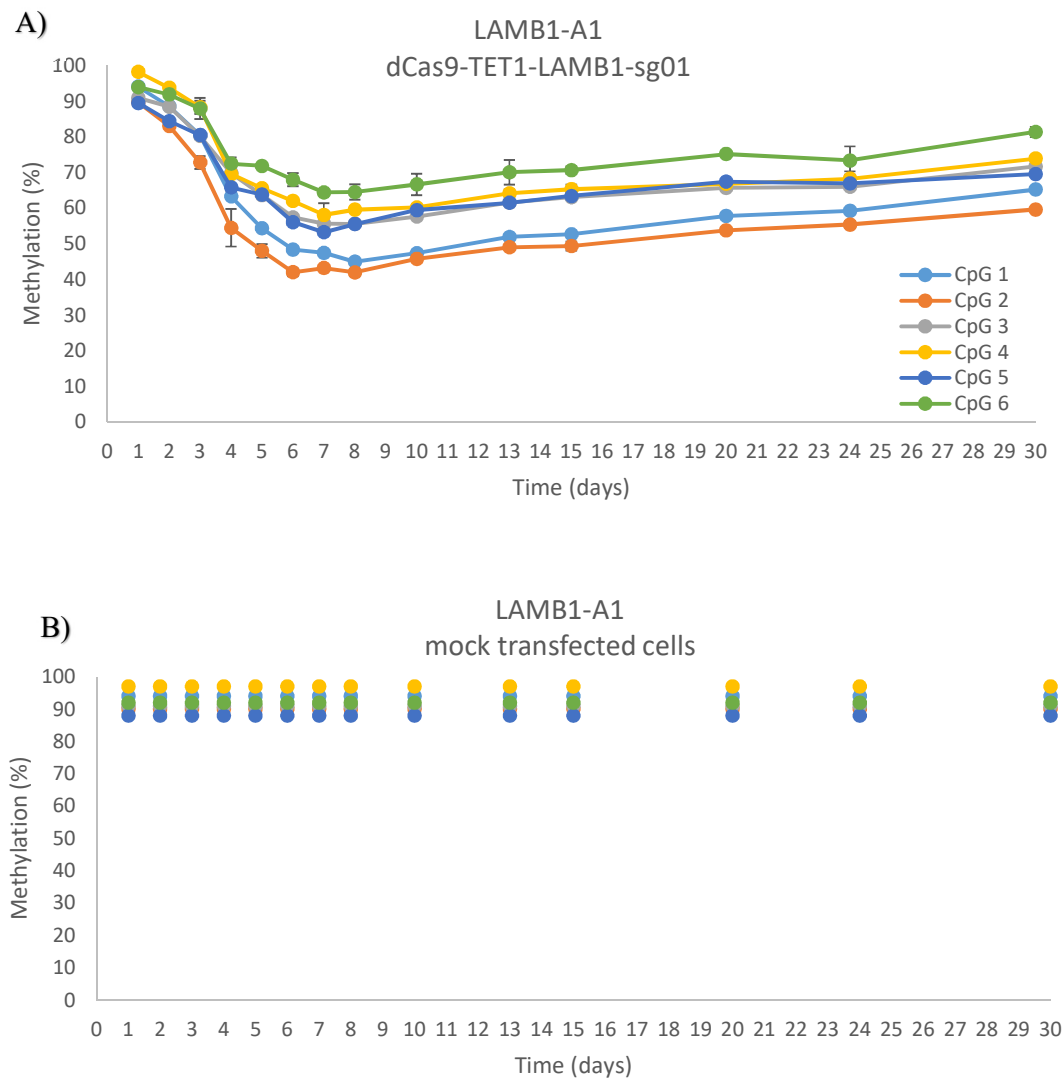 A)
LAMB1-A1
dCas9-TET1-LAMB1-sg01
100
90
80
70
60
50
40
30
20
10
0
Methylation (%)
CpG 1
CpG 2
CpG 3
CpG 4
CpG 5
CpG 6
0 1 2 3 4 5 6 7 8 9 10 11 12 13 14 15 16 17 18 19 20 21 22 23 24 25 26 27 28 29 30
Time (days)
B)
LAMB1-A1
mock transfected cells
100
90
80
70
60
50
40
30
20
10
0
Methylation (%)
0 1 2 3 4 5 6 7 8 9 10 11 12 13 14 15 16 17 18 19 20 21 22 23 24 25 26 27 28 29 30
Time (days)